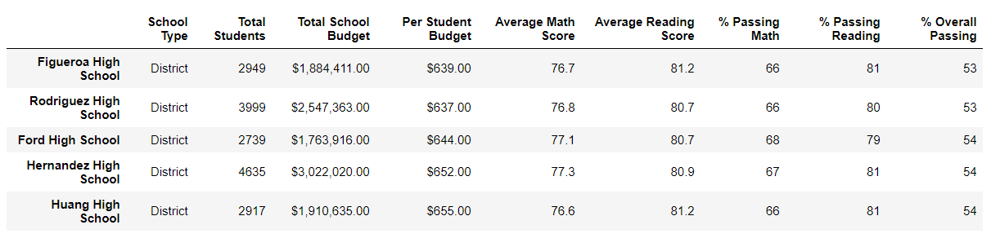 School Type Total Students Total School Budget Per Student Budget Average Math Score Average Reading Score % Passing Math % Passing Reading % Overall Passing
Figueroa High School District 2949 $1,884,411.00 $639.00 76.7 81.2 66 81 53
Rodriguez High School District 3999 $2,547,363.00 $637.00 76.8 80.7 66 80 53
Ford High School District 2739 $1,763,916.00 $644.00 77.1 80.7 68 79 54
Hernandez High School District 4635 $3,022,020.00 $652.00 77.3 80.9 67 81 54
Huang High School District 2917 $1,910,635.00 $655.00 76.6 81.2 66 81 54